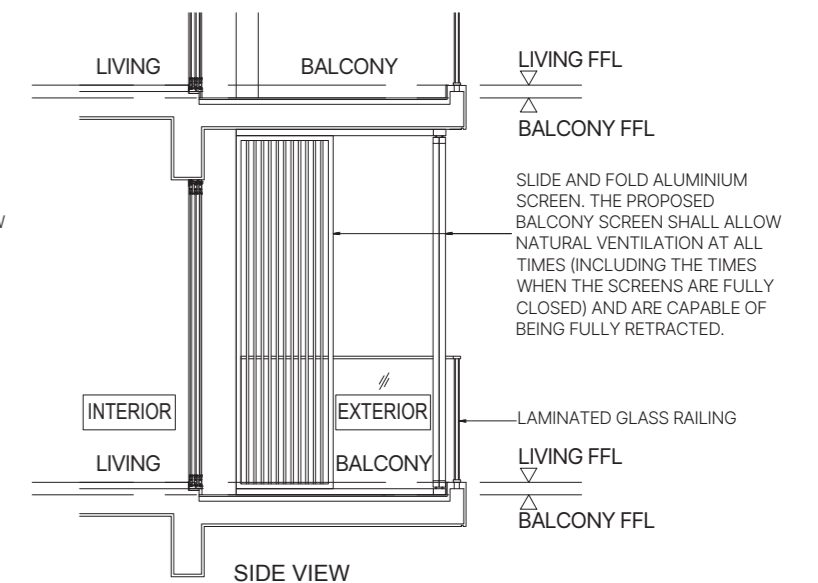 LIVING
BALCONY
LIVING FFL
BALCONY FFL
SLIDE AND FOLD ALUMINIUM
SCREEN. THE PROPOSED
BALCONY SCREEN SHALL ALLOW
NATURAL VENTILATION AT ALL
TIMES (INCLUDING THE TIMES
WHEN THE SCREENS ARE FULLY
CLOSED) AND ARE CAPABLE OF
BEING FULLY RETRACTED.
INTERIOR
EXTERIOR
LAMINATED GLASS RAILING
LIVING
BALCONY
LIVING FFL
BALCONY FFL
SIDE VIEW